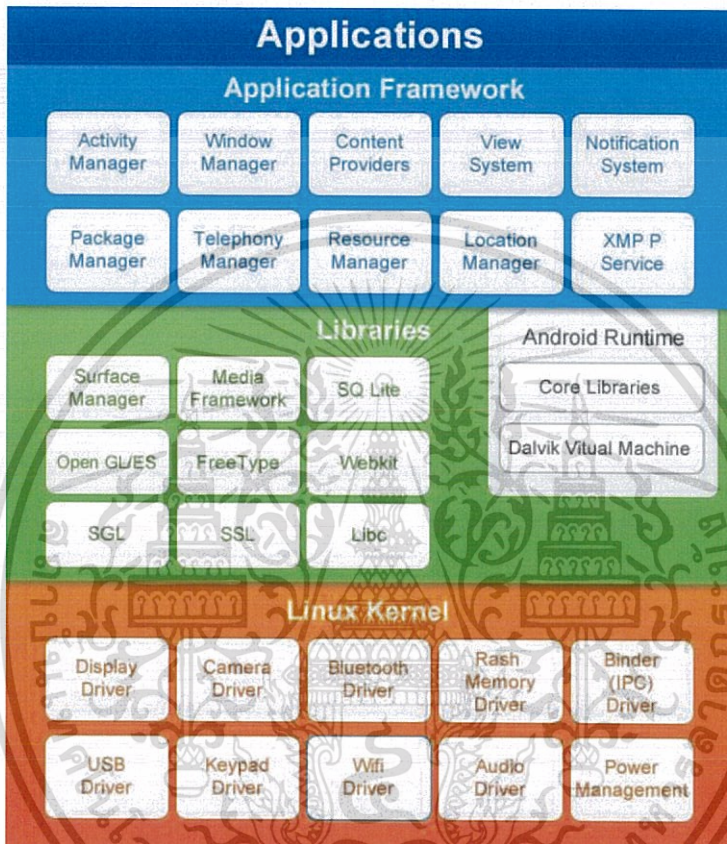 Applications
Application Framework
Activity Manager
Window Manager
Content Providers
View System
Notification System
Package Manager
Telephony Manager
Resource Manager
Location Manager
XMP P Service
Libraries
Surface Manager
Media Framework
SQ Lite
Open GL/ES
FreeType
Webkit
SGL
SSL
Libc
Android Runtime
Core Libraries
Dalvik Vitual Machine
Linux Kernel
Display Driver
Camera Driver
Bluetooth Driver
Rash Memory Driver
Binder (IPC) Driver
USB Driver
Keypad Driver
Wifi Driver
Audio Driver
Power Management